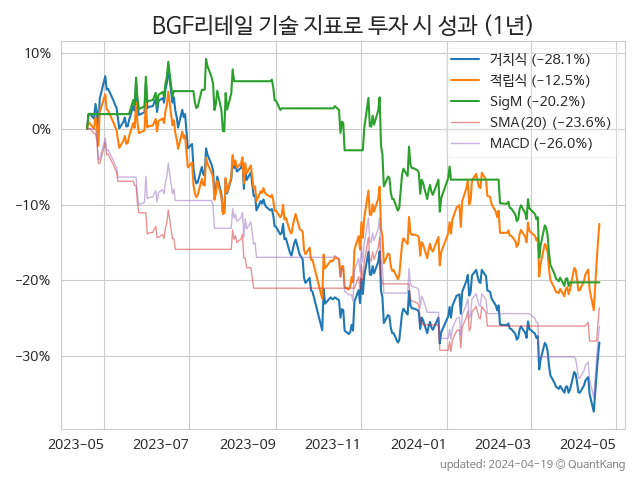 BGF리테일 기술 지표로 투자 시 성과 (1년)
10%
0%
−10%
−20%
−30%
거치식 (−28.1%)
적립식 (−12.5%)
SigM (−20.2%)
SMA(20) (−23.6%)
MACD (−26.0%)
2023−05
2023−07
2023−09
2023−11
2024−01
2024−03
2024−05
updated: 2024−04−19 © QuantKang